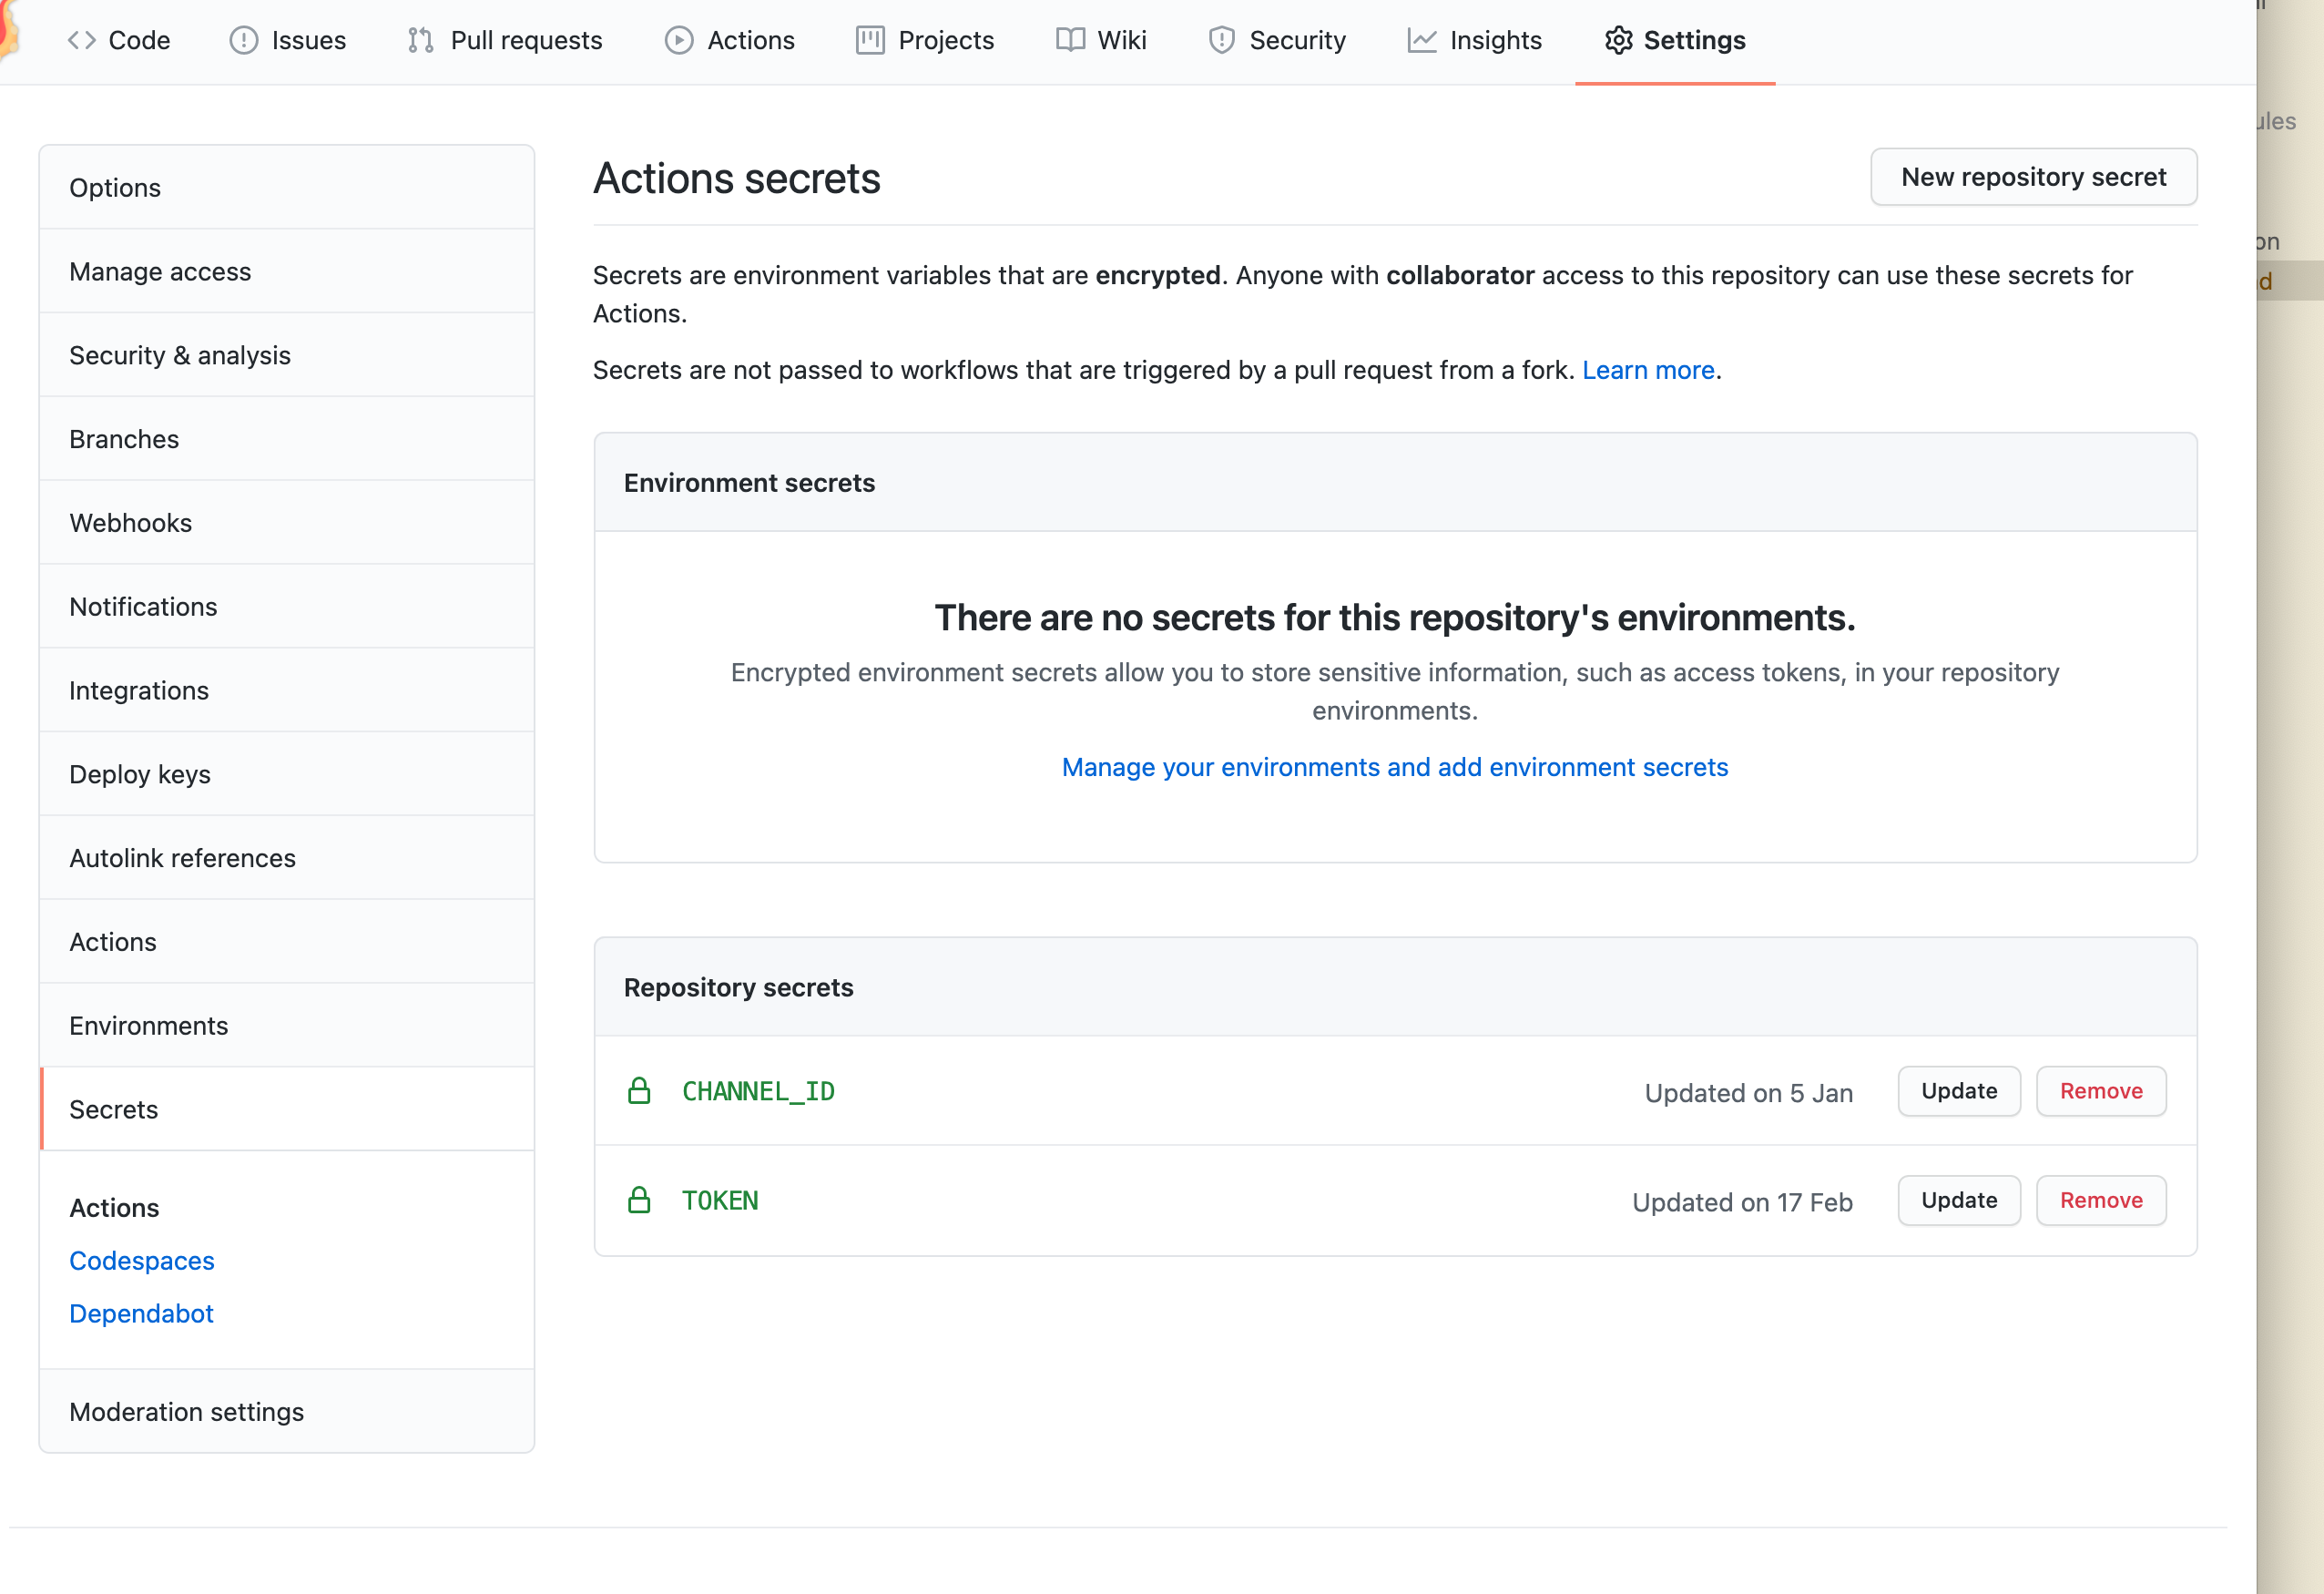 Code Issues Pull requests Actions Projects Wiki Security Insights Settings
Options
Manage access
Security & analysis
Branches
Webhooks
Notifications
Integrations
Deploy keys
Autolink references
Actions
Environments
Secrets
Actions
Codespaces
Dependabot
Moderation settings
Actions secrets
New repository secret
Secrets are environment variables that are encrypted. Anyone with collaborator access to this repository can use these secrets for
Actions.
Secrets are not passed to workflows that are triggered by a pull request from a fork. Learn more.
Environment secrets
There are no secrets for this repository's environments.
Encrypted environment secrets allow you to store sensitive information, such as access tokens, in your repository
environments.
Manage your environments and add environment secrets
Repository secrets
CHANNEL_ID Updated on 5 Jan Update Remove
TOKEN Updated on 17 Feb Update Remove